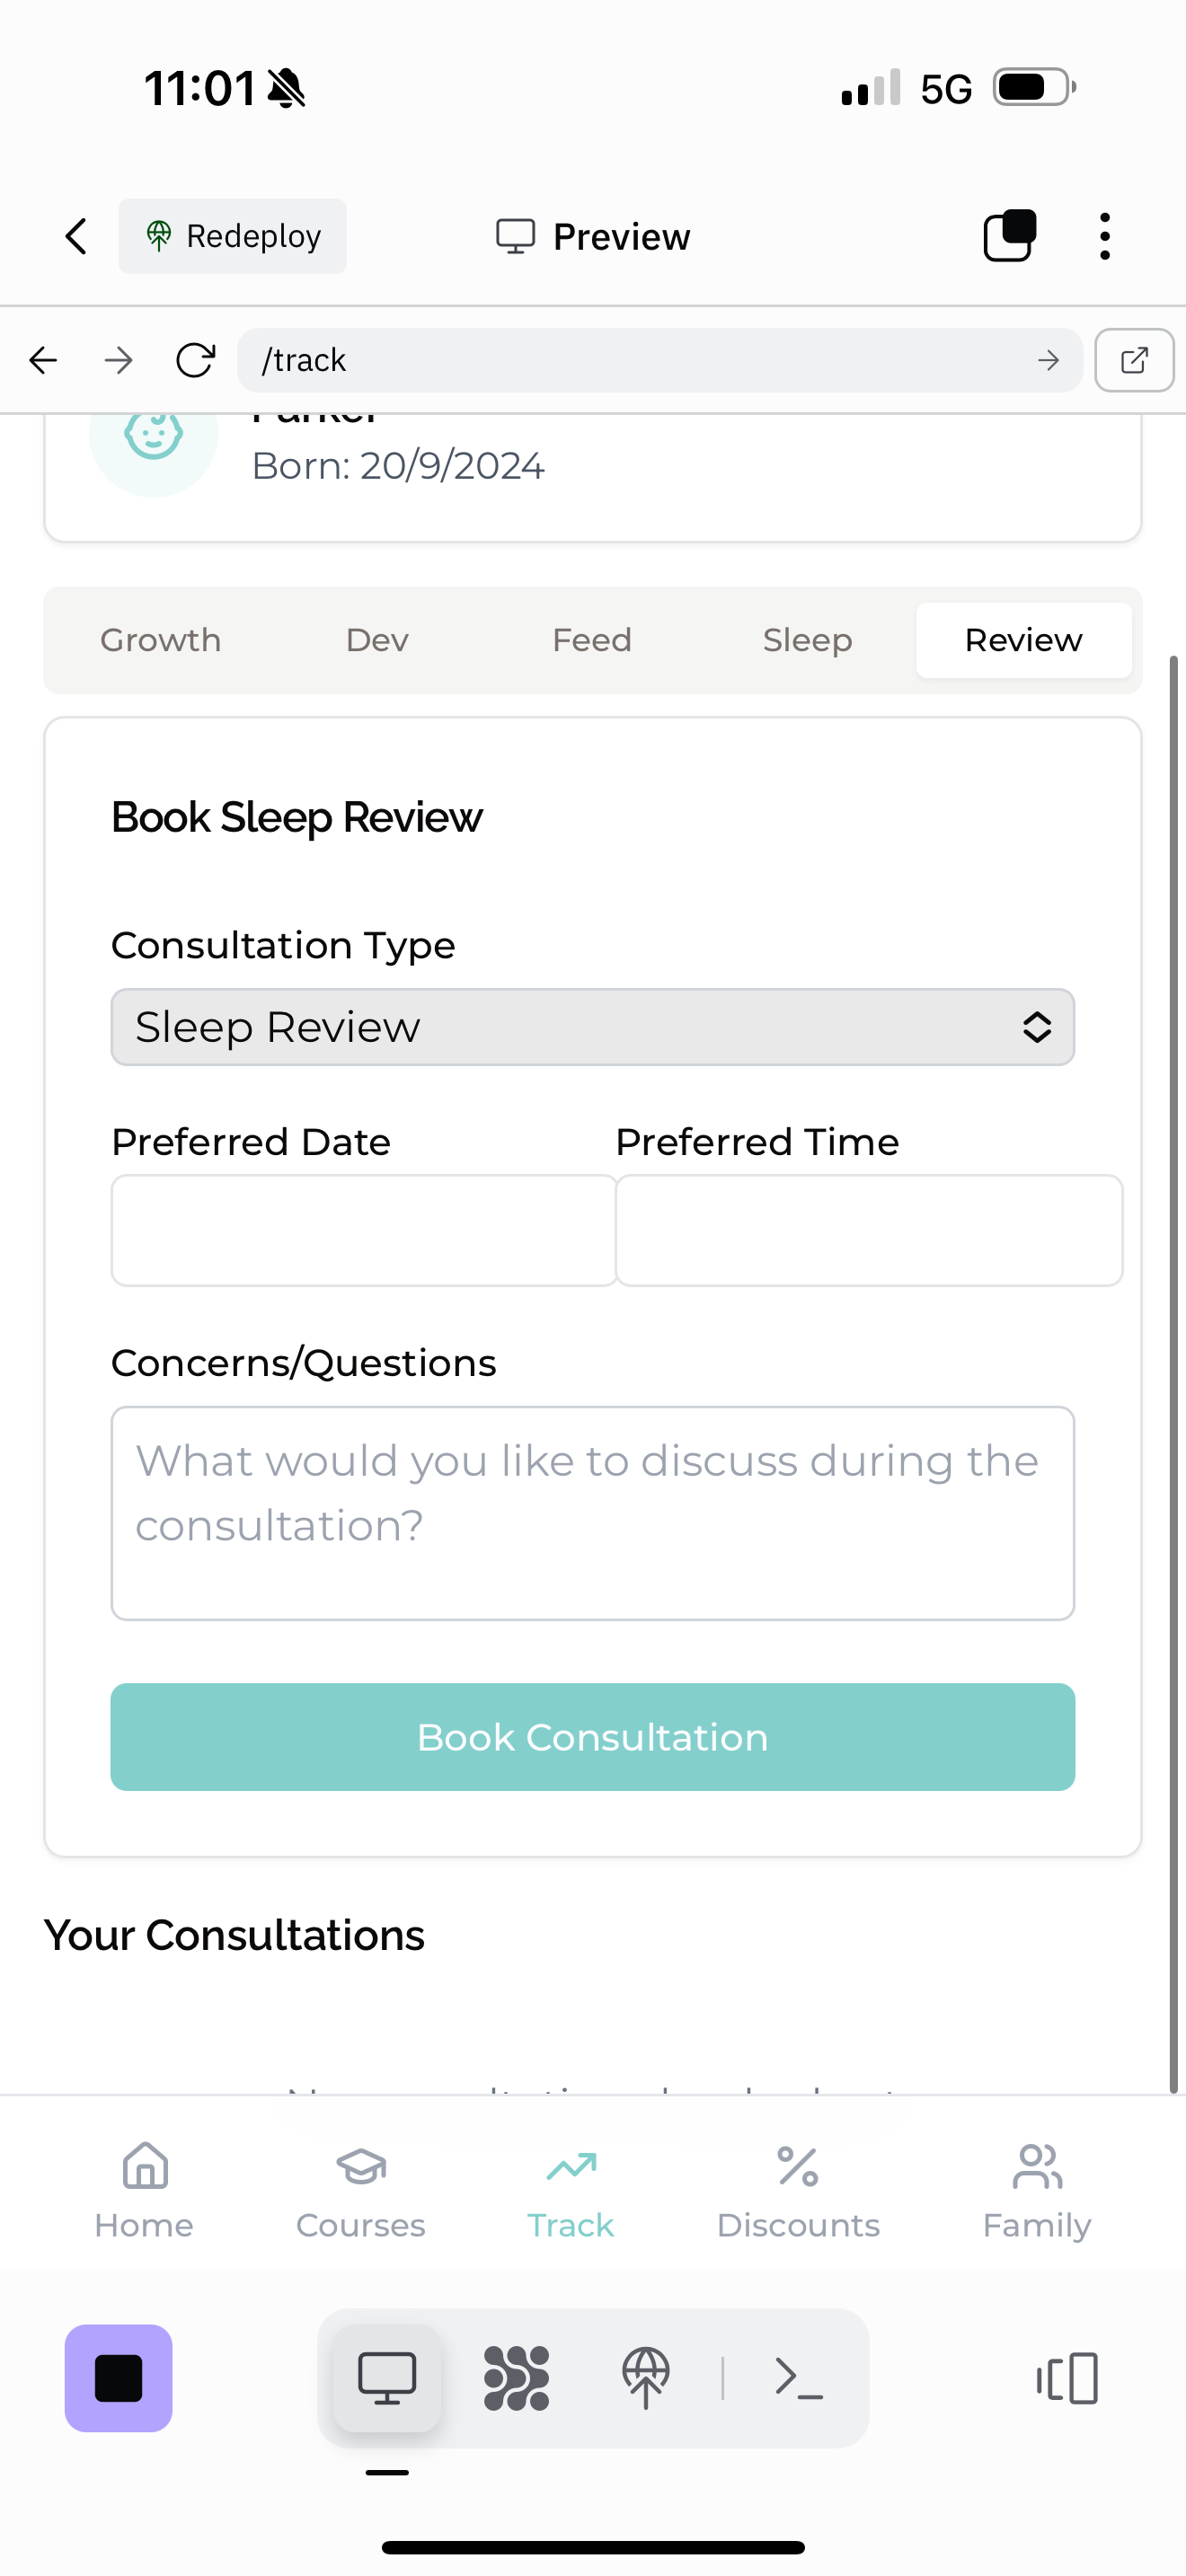 11:01
5G
Redeploy
Preview
/track
Parker
Born: 20/9/2024
Growth Dev Feed Sleep Review
Book Sleep Review
Consultation Type
Sleep Review
Preferred Date Preferred Time
Concerns/Questions
What would you like to discuss during the
consultation?
Book Consultation
Your Consultations
Home Courses Track Discounts Family